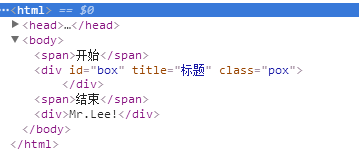 ···<html> == $0
▶<head>…</head>
▼<body>
<span>开始</span>
<div id="box" title="标题" class="pox">
</div>
<span>结束</span>
<div>Mr.Lee!</div>
</body>
</html>